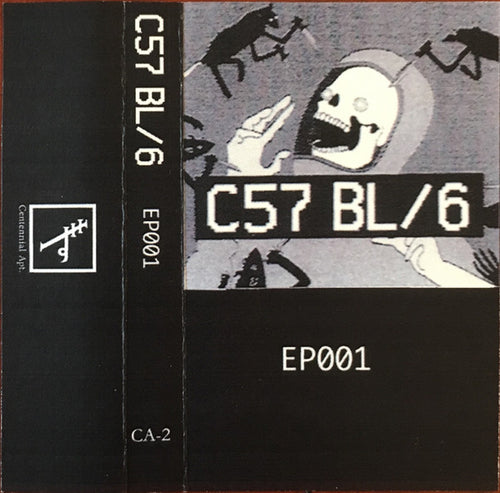 Centennial Apt.
C57 BL/6
EP001
CA-2
C57 BL/6
EP001